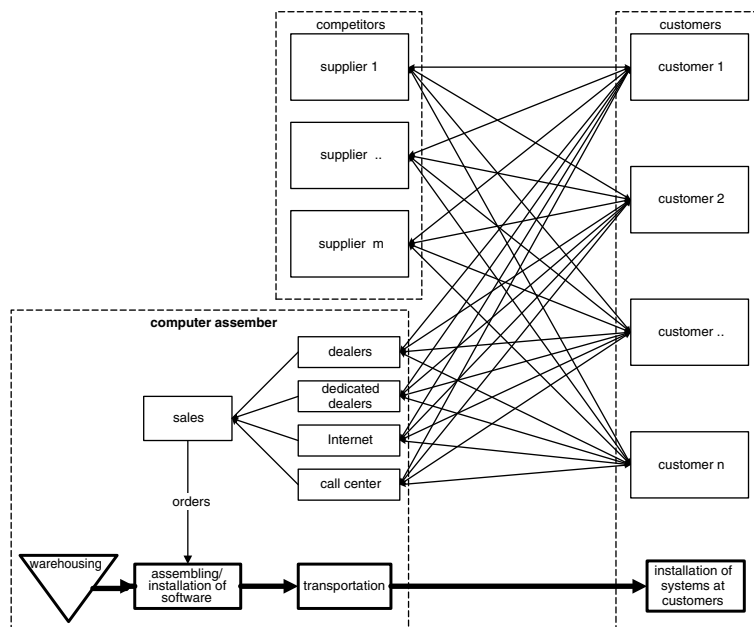 competitors
customers
supplier 1
customer 1
supplier ..
customer 2
supplier m
computer assember
customer ..
dealers
dedicated
dealers
sales
Internet
customer n
call center
orders
warehousing
assembling/
installation of
software
transportation
installation of
systems at
customers